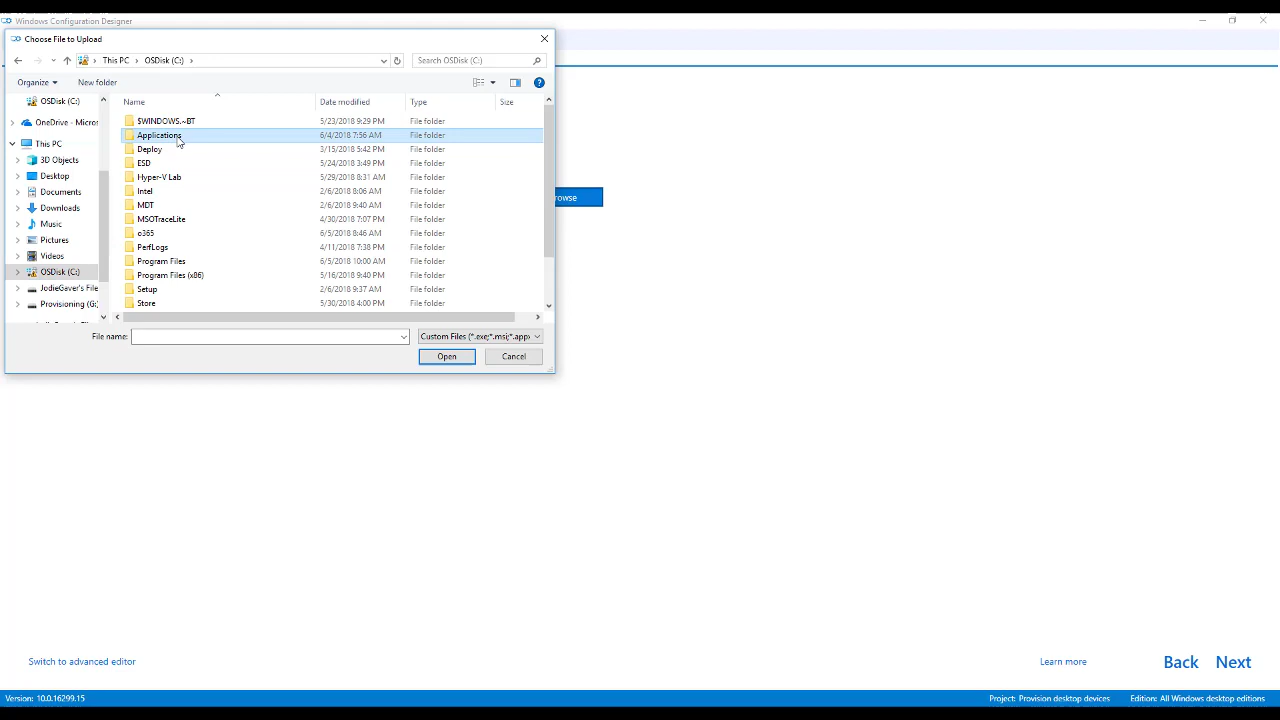 Windows Configuration Designer
Choose File to Upload
This PC OSDisk (C:)
Search OSDisk (C:)
Organize
New folder
Name Date modified Type Size
OSDisk (C:)
OneDrive - Micros
This PC
3D Objects
Desktop
Documents
Downloads
Music
Pictures
Videos
OSDisk (C:)
JodieGaver's File
Provisioning (G:)
$WINDOWS.~BT 5/23/2018 9:29 PM File folder
Applications 6/4/2018 7:56 AM File folder
Deploy 3/15/2018 5:42 PM File folder
ESD 5/24/2018 3:49 PM File folder
Hyper-V Lab 5/29/2018 8:31 AM File folder
Intel 2/6/2018 8:06 AM File folder
MDT 2/6/2018 9:40 AM File folder
MSOTraceLite 4/30/2018 7:07 PM File folder
o365 6/5/2018 8:46 AM File folder
PerfLogs 4/11/2018 7:38 PM File folder
Program Files 6/5/2018 10:00 AM File folder
Program Files (x86) 5/16/2018 9:40 PM File folder
Setup 2/6/2018 9:37 AM File folder
Store 5/30/2018 4:00 PM File folder
File name:
Custom Files (*.exe;*.msi;*.app
Open
Cancel
rowse
Switch to advanced editor
Learn more
Back
Next
Version: 10.0.16299.15
Project: Provision desktop devices
Edition: All Windows desktop editions